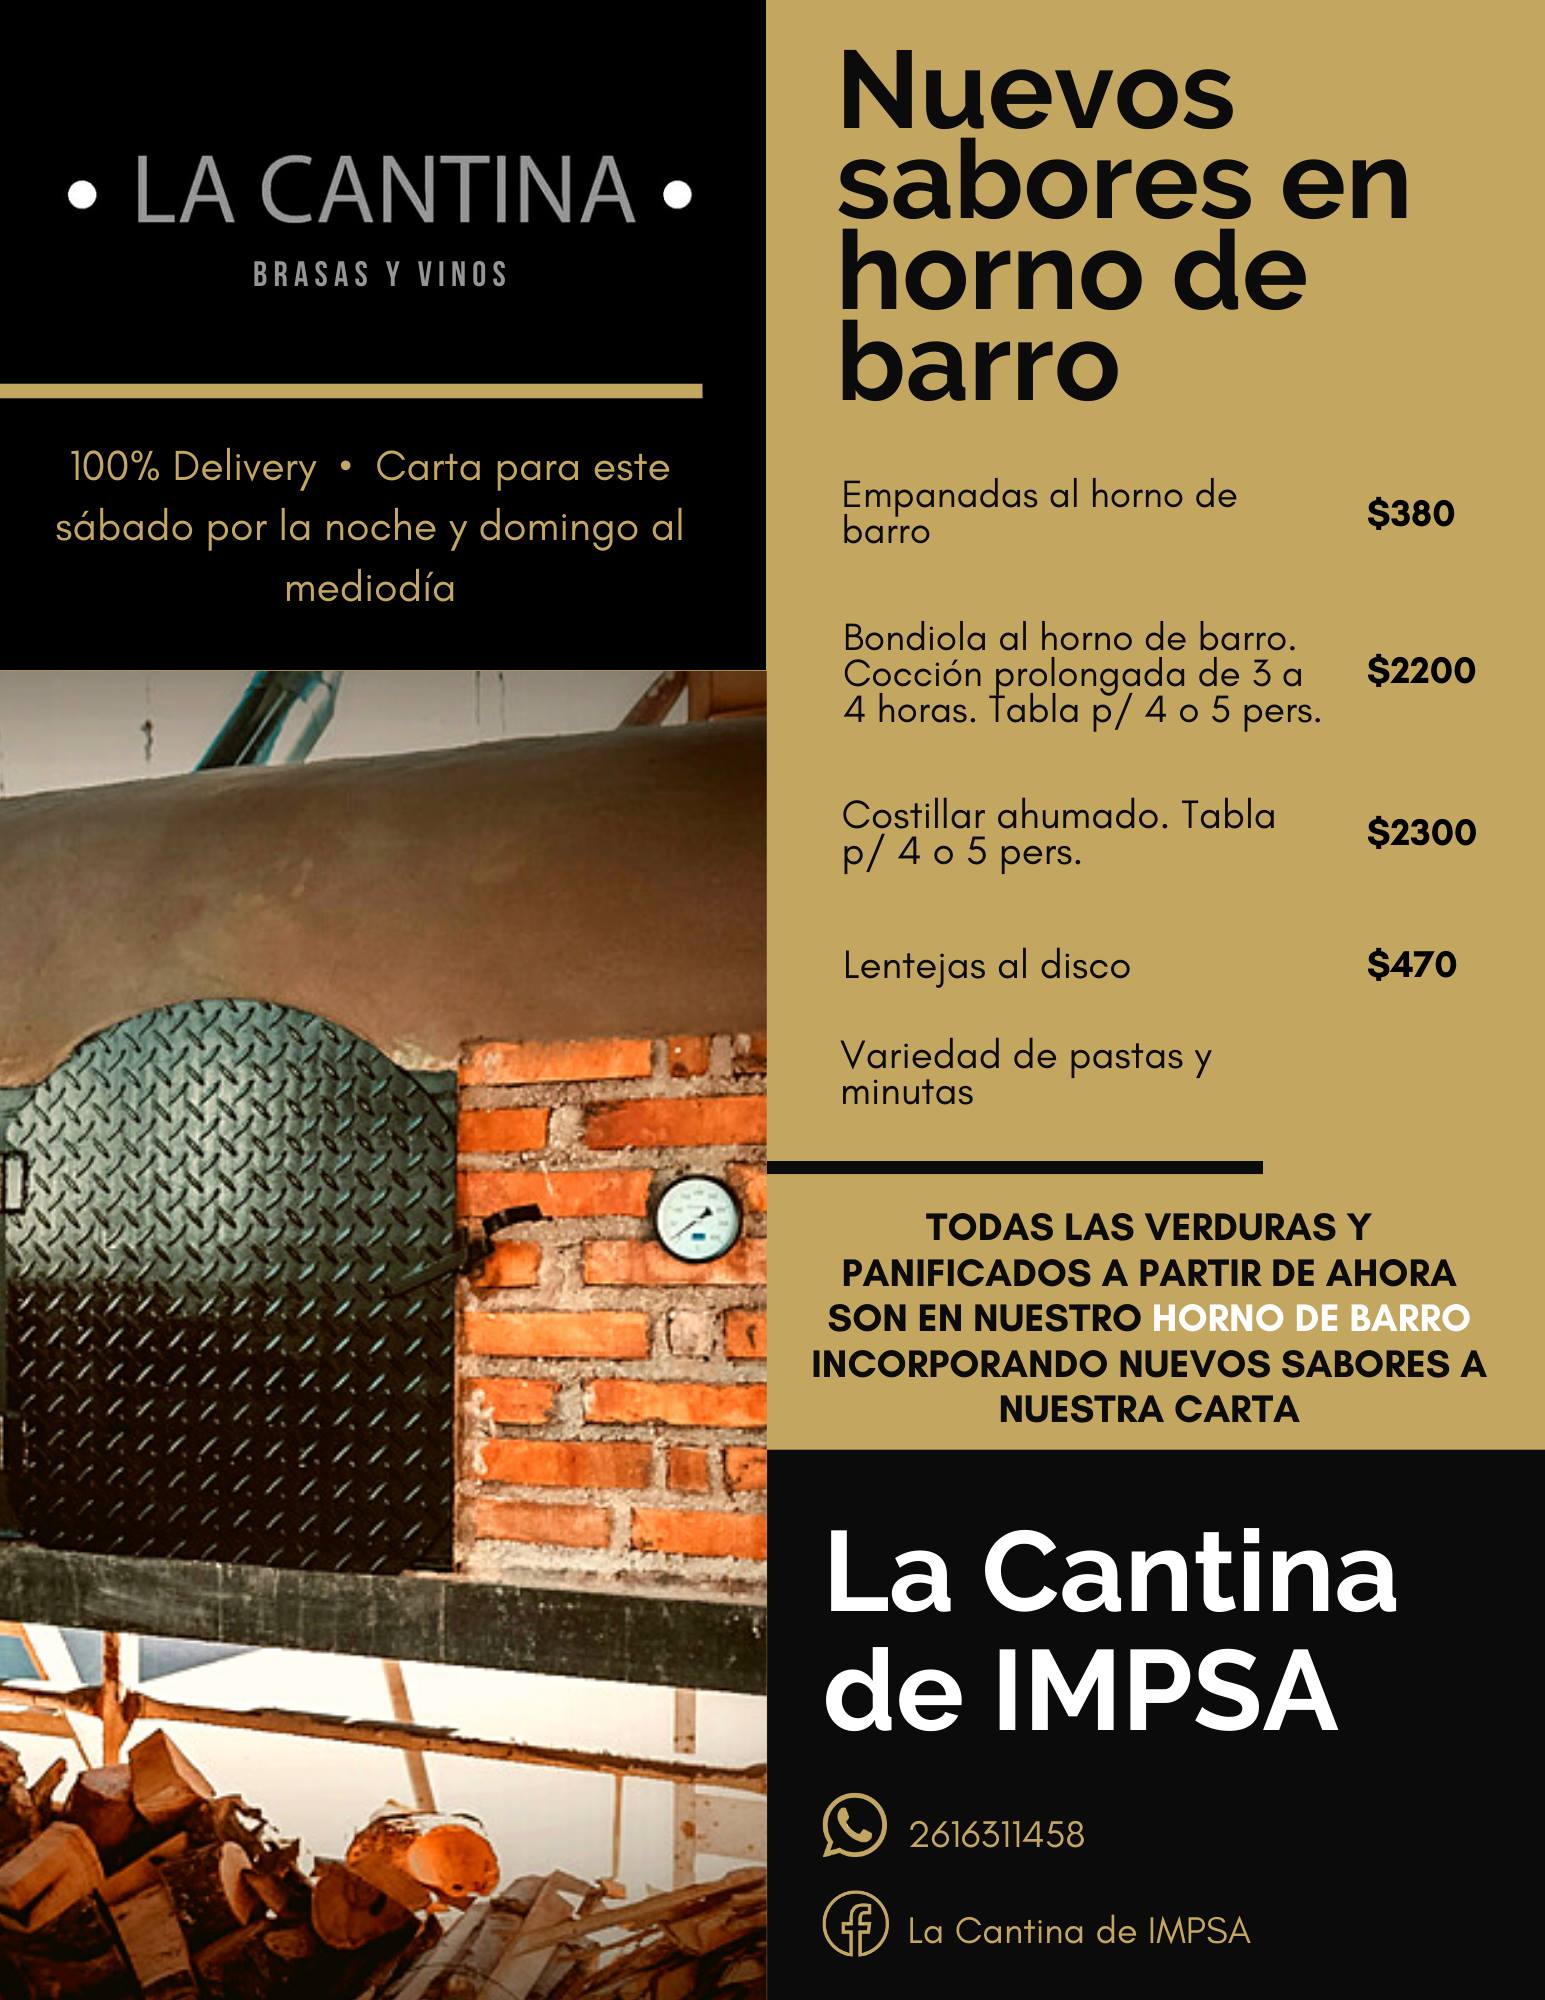 • LA CANTINA •
BRASAS Y VINOS
100% Delivery • Carta para este
sábado por la noche y domingo al
mediodía
Nuevos
sabores en
horno de
barro
Empanadas al horno de
barro
$380
Bondiola al horno de barro.
Cocción prolongada de 3 a
4 horas. Tabla p/ 4 o 5 pers.
$2200
Costillar ahumado. Tabla
p/ 4 o 5 pers.
$2300
Lentejas al disco
$470
Variedad de pastas y
minutas
TODAS LAS VERDURAS Y
PANIFICADOS A PARTIR DE AHORA
SON EN NUESTRO HORNO DE BARRO
INCORPORANDO NUEVOS SABORES A
NUESTRA CARTA
La Cantina
de IMPSA
2616311458
La Cantina de IMPSA